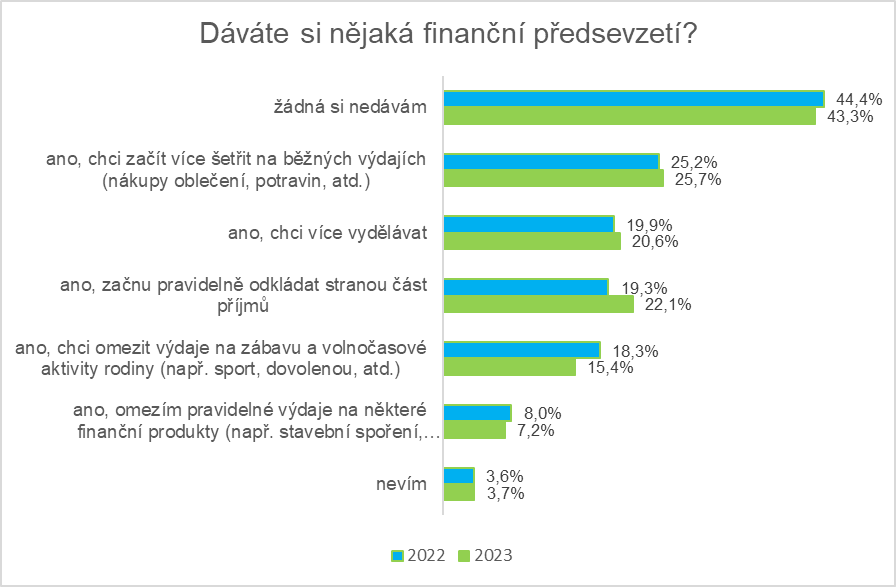 Dáváte si nějaká finanční předsevzetí?
žádná si nedávám
44,4%
43,3%
ano, chci začít více šetřit na běžných výdajích
(nákupy oblečení, potravin, atd.)
25,2%
25,7%
ano, chci více vydělávat
19,9%
20,6%
ano, začnu pravidelně odkládat stranou část
příjmů
19,3%
22,1%
ano, chci omezit výdaje na zábavu a volnočasové
aktivity rodiny (např. sport, dovolenou, atd.)
18,3%
15,4%
ano, omezím pravidelné výdaje na některé
finanční produkty (např. stavební spoření,…
8,0%
7,2%
nevím
3,6%
3,7%
2022 2023